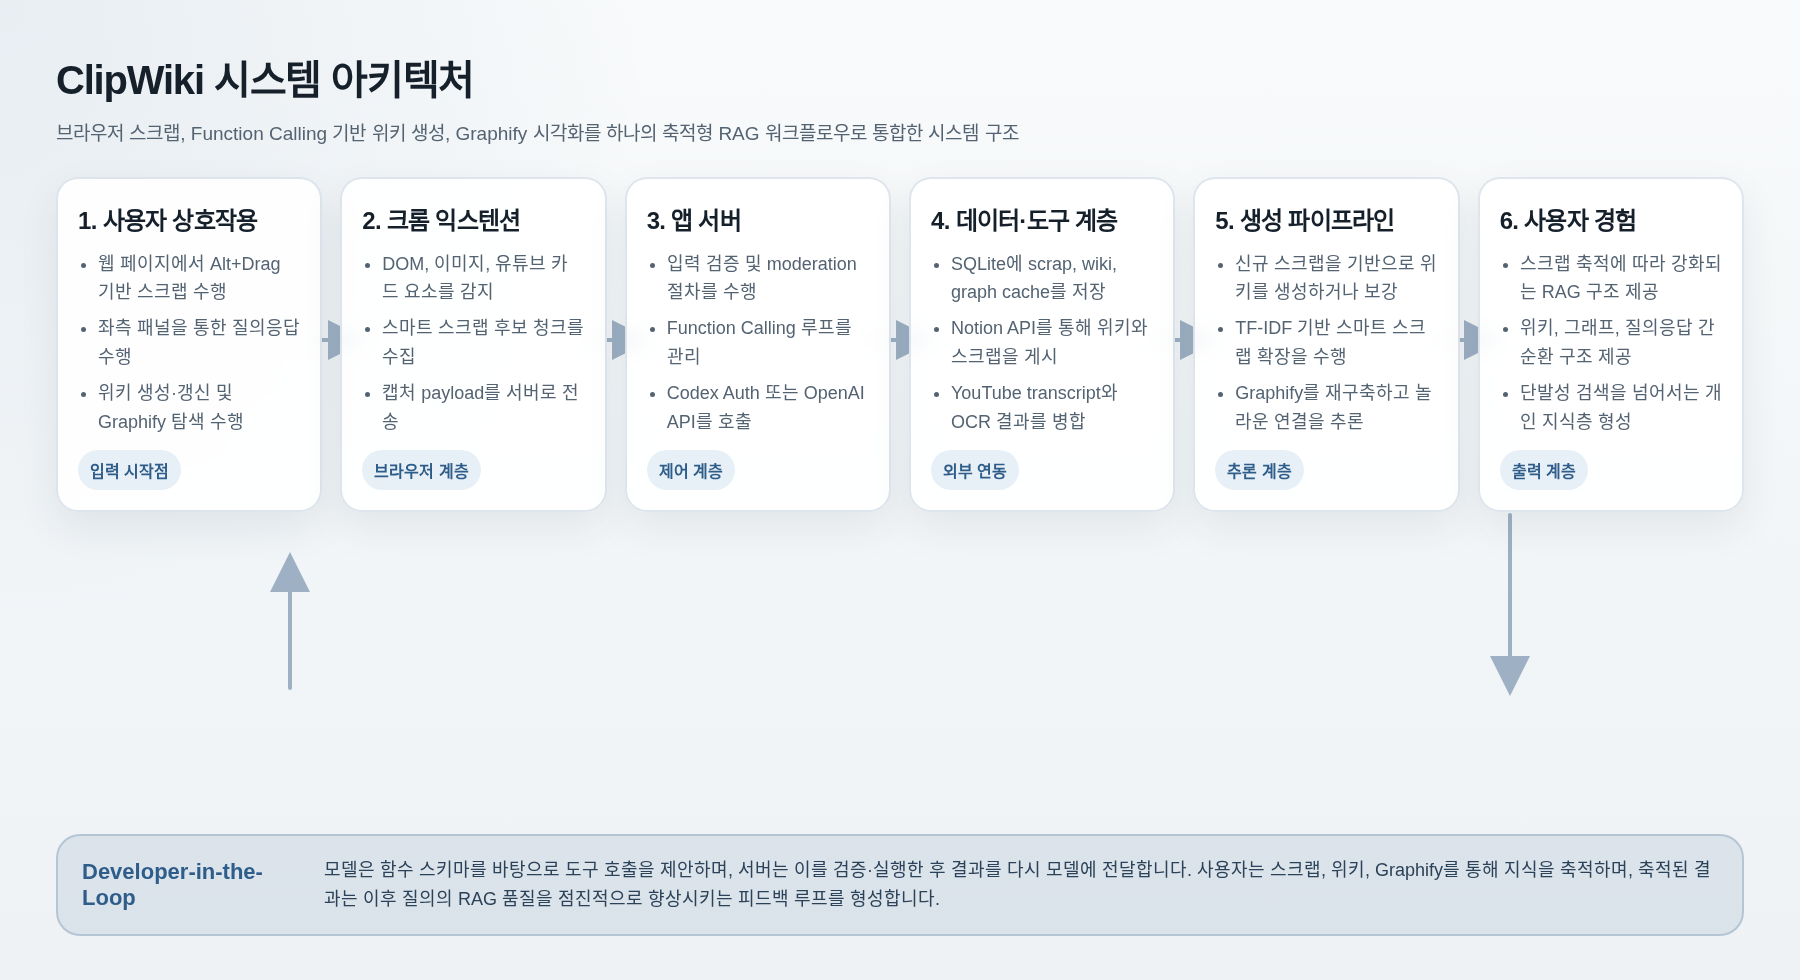 ClipWiki 시스템 아키텍처
브라우저 스크랩, Function Calling 기반 위키 생성, Graphify 시각화를 하나의 축적형 RAG 워크플로우로 통합한 시스템 구조
1. 사용자 상호작용
• 웹 페이지에서 Alt+Drag
기반 스크랩 수행
• 좌측 패널을 통한 질의응답
수행
• 위키 생성·갱신 및
Graphify 탐색 수행
입력 시작점
2. 크롬 익스텐션
• DOM, 이미지, 유튜브 카
드 요소를 감지
• 스마트 스크랩 후보 청크를
수집
• 캡처 payload를 서버로 전
송
브라우저 계층
3. 앱 서버
• 입력 검증 및 moderation
절차를 수행
• Function Calling 루프를
관리
• Codex Auth 또는 OpenAI
API를 호출
제어 계층
4. 데이터·도구 계층
• SQLite에 scrap, wiki,
graph cache를 저장
• Notion API를 통해 위키와
스크랩을 게시
• YouTube transcript와
OCR 결과를 병합
외부 연동
5. 생성 파이프라인
• 신규 스크랩을 기반으로 위
키를 생성하거나 보강
• TF-IDF 기반 스마트 스크
랩 확장을 수행
• Graphify를 재구축하고 놀
라운 연결을 추론
추론 계층
6. 사용자 경험
• 스크랩 축적에 따라 강화되
는 RAG 구조 제공
• 위키, 그래프, 질의응답 간
순환 구조 제공
• 단발성 검색을 넘어서는 개
인 지식층 형성
출력 계층
Developer-in-the-
Loop
모델은 함수 스키마를 바탕으로 도구 호출을 제안하며, 서버는 이를 검증·실행한 후 결과를 다시 모델에 전달합니다. 사용자는 스크랩, 위키, Graphify를 통해 지식을 축적하며, 축적된 결
과는 이후 질의의 RAG 품질을 점진적으로 향상시키는 피드백 루프를 형성합니다.